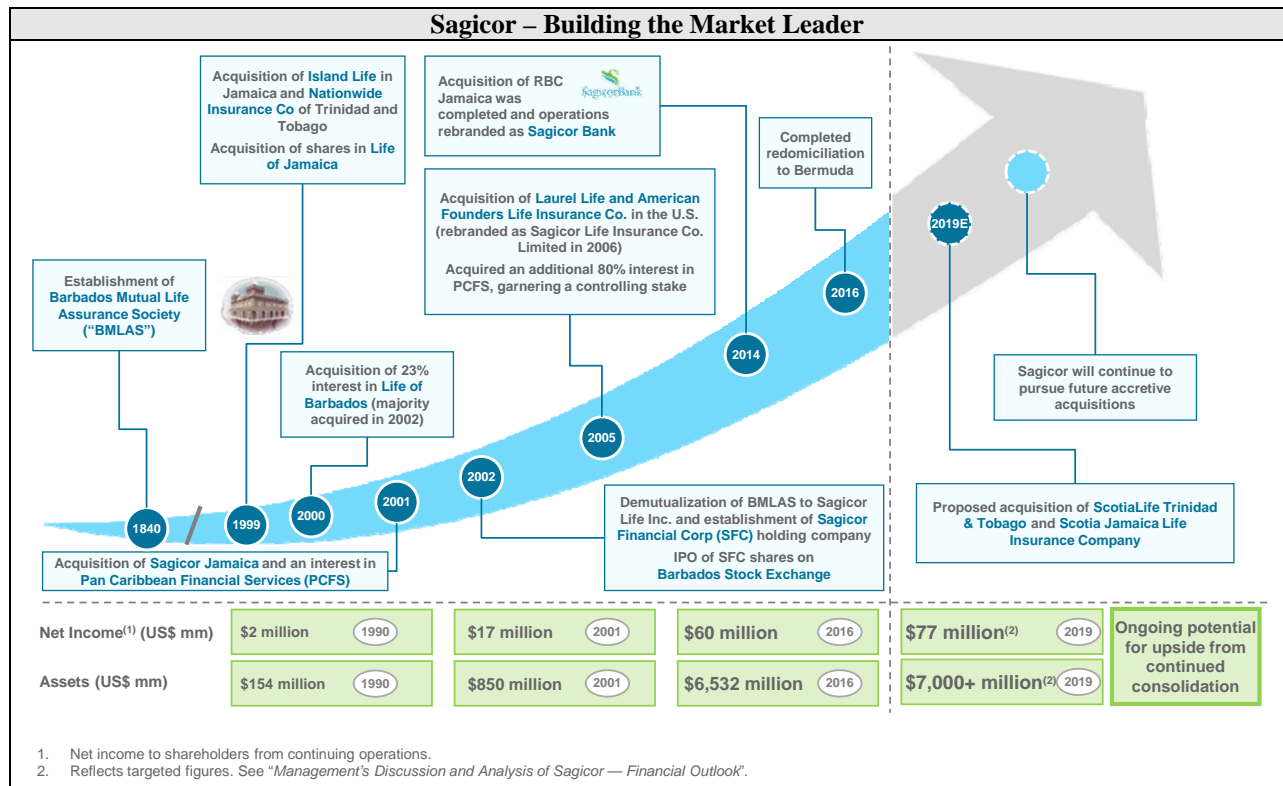 Sagicor – Building the Market Leader
Acquisition of Island Life in
Jamaica and Nationwide
Insurance Co of Trinidad and
Tobago
Acquisition of shares in Life
of Jamaica
Acquisition of RBC
Jamaica was
completed and operations
rebranded as Sagicor Bank
SagicorBank
Completed
redomiciliation
to Bermuda
Acquisition of Laurel Life and American
Founders Life Insurance Co. in the U.S.
(rebranded as Sagicor Life Insurance Co.
Limited in 2006)
Acquired an additional 80% interest in
PCFS, garnering a controlling stake
Establishment of
Barbados Mutual Life
Assurance Society
(“BMLAS”)
Acquisition of 23%
interest in Life of
Barbados (majority
acquired in 2002)
1840
1999
2000
2001
2002
2005
2014
2016
2019E
Sagicor will continue to
pursue future accretive
acquisitions
Acquisition of Sagicor Jamaica and an interest in
Pan Caribbean Financial Services (PCFS)
Demutualization of BMLAS to Sagicor
Life Inc. and establishment of Sagicor
Financial Corp (SFC) holding company
IPO of SFC shares on
Barbados Stock Exchange
Proposed acquisition of ScotiaLife Trinidad
& Tobago and Scotia Jamaica Life
Insurance Company
Net Income(1) (US$ mm) $2 million 1990 $17 million 2001 $60 million 2016 $77 million(2) 2019
Assets (US$ mm) $154 million 1990 $850 million 2001 $6,532 million 2016 $7,000+ million(2) 2019
Ongoing potential
for upside from
continued
consolidation
1. Net income to shareholders from continuing operations.
2. Reflects targeted figures. See “Management’s Discussion and Analysis of Sagicor — Financial Outlook”.